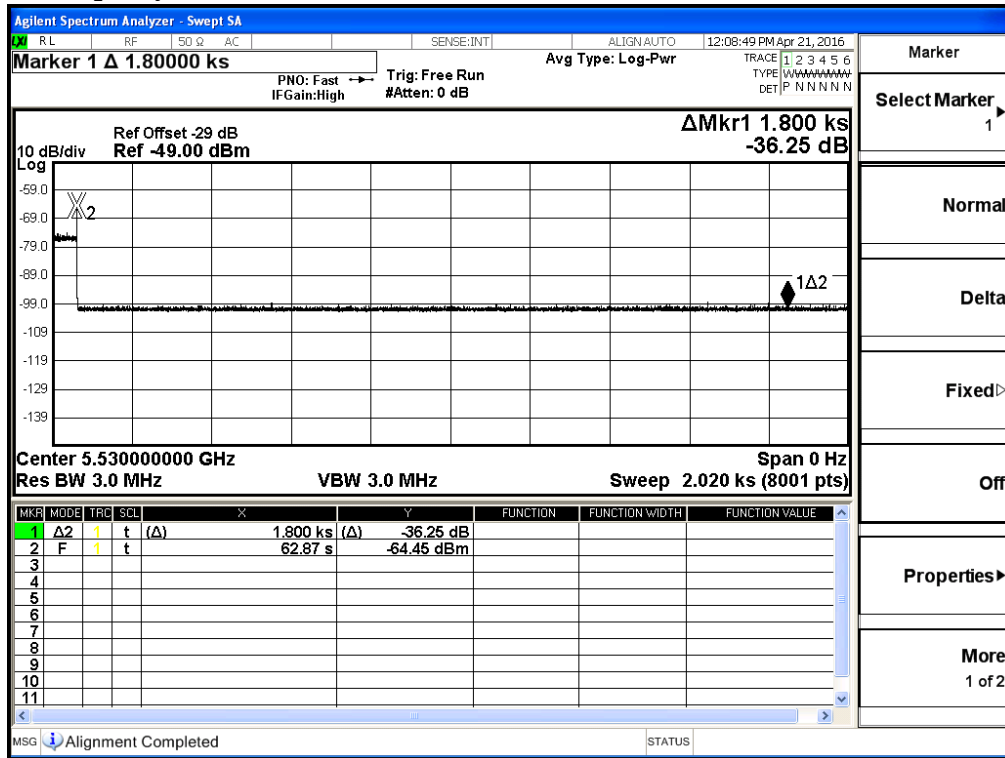 Agilent Spectrum Analyzer - Swept SA
LXI RL RF 50 Ω AC SENSE:INT ALIGN AUTO 12:08:49 PM Apr 21, 2016
Marker 1 Δ 1.80000 ks
PNO: Fast
IFGain:High
Trig: Free Run
#Atten: 0 dB
Avg Type: Log-Pwr
TRACE 1 2 3 4 5 6
TYPE WWWWWW
DET P N N N N N
Ref Offset -29 dB
10 dB/div Ref -49.00 dBm
Log
ΔMkr1 1.800 ks
-36.25 dB
-59.0
-69.0
-79.0
-89.0
-99.0
-109
-119
-129
-139
2
1Δ2
Center 5.530000000 GHz Span 0 Hz
Res BW 3.0 MHz VBW 3.0 MHz Sweep 2.020 ks (8001 pts)
MKR MODE TRC SCL X Y FUNCTION FUNCTION WIDTH FUNCTION VALUE
1 Δ2 1 t (Δ) 1.800 ks (Δ) -36.25 dB
2 F 1 t 62.87 s -64.45 dBm
3
4
5
6
7
8
9
10
11
MSG Alignment Completed STATUS
Marker
Select Marker
1
Normal
Delta
Fixed
Off
Properties
More
1 of 2